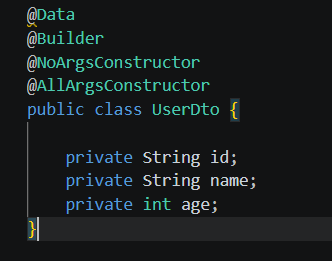 @Data
@Builder
@NoArgsConstructor
@AllArgsConstructor
public class UserDto {
private String id;
private String name;
private int age;
}